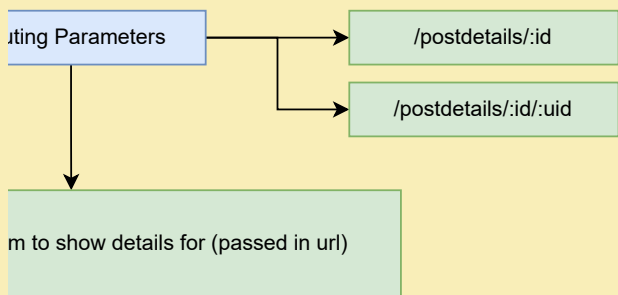 uting Parameters
/postdetails/:id
/postdetails/:id/:uid
m to show details for (passed in url)